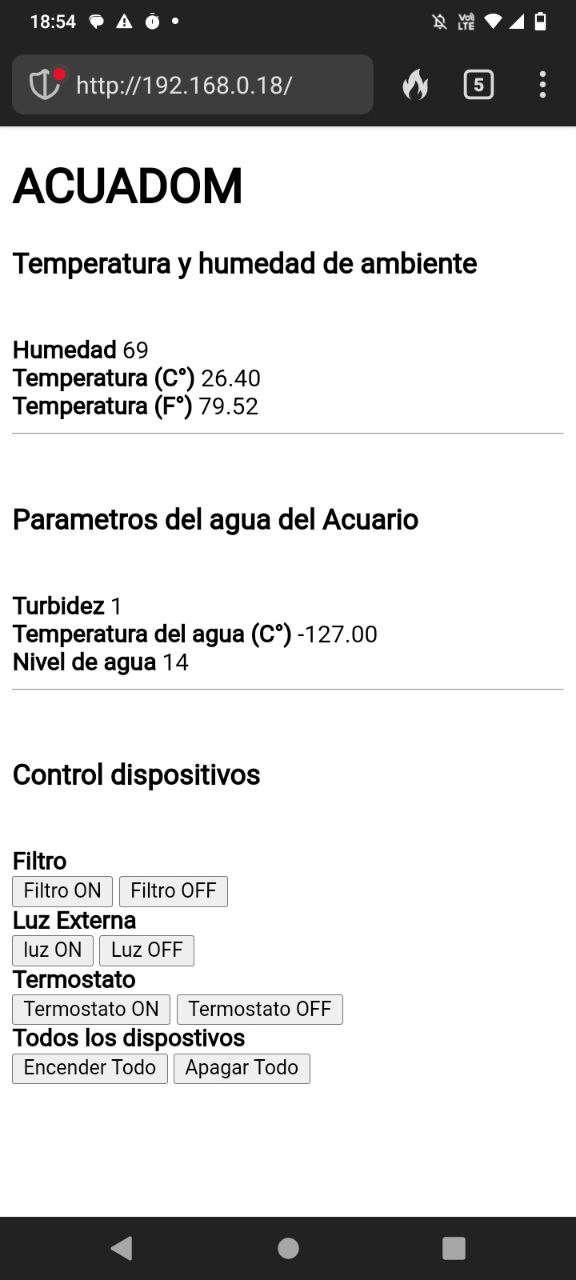 18:54
Vo)
LTE
http://192.168.0.18/
5
ACUADOM
Temperatura y humedad de ambiente
Humedad 69
Temperatura (C°) 26.40
Temperatura (F°) 79.52
Parametros del agua del Acuario
Turbidez 1
Temperatura del agua (C°) -127.00
Nivel de agua 14
Control dispositivos
Filtro
Filtro ON Filtro OFF
Luz Externa
luz ON Luz OFF
Termostato
Termostato ON Termostato OFF
Todos los dispostivos
Encender Todo Apagar Todo